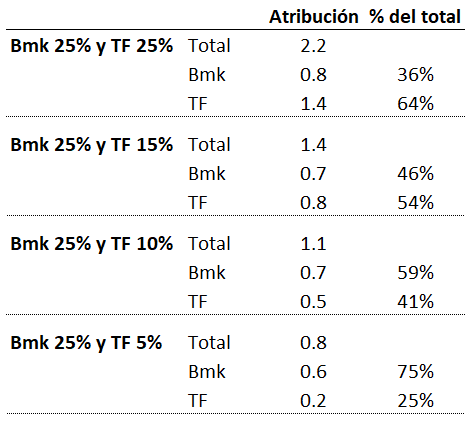 Atribución % del total
Bmk 25% y TF 25% Total 2.2
Bmk 0.8 36%
TF 1.4 64%
Bmk 25% y TF 15% Total 1.4
Bmk 0.7 46%
TF 0.8 54%
Bmk 25% y TF 10% Total 1.1
Bmk 0.7 59%
TF 0.5 41%
Bmk 25% y TF 5% Total 0.8
Bmk 0.6 75%
TF 0.2 25%